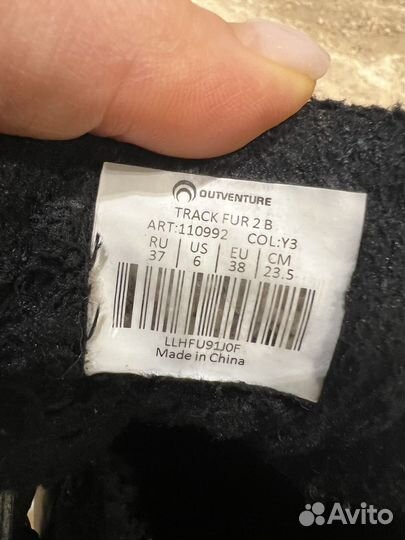 OUTVENTURE
TRACK FUR 2 B
ART:110992 COL:Y3
RU US EU CM
37 6 38 23.5
LLHFU91J0F
Made in China
Avito